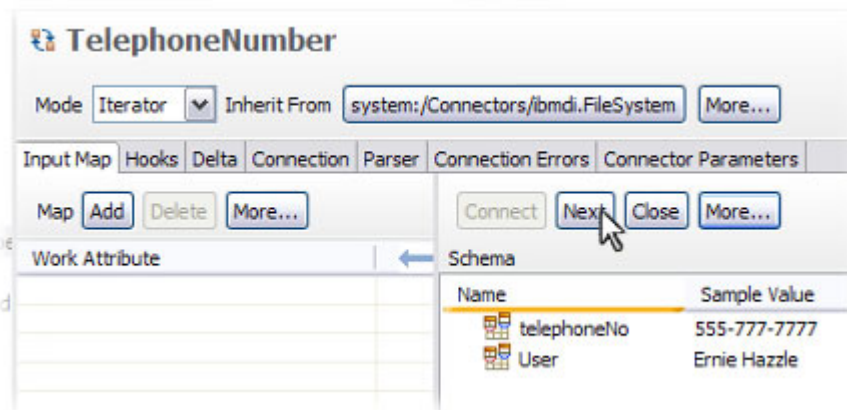 TelephoneNumber
Mode Iterator Inherit From system:/Connectors/ibmdi.FileSystem More...
Input Map Hooks Delta Connection Parser Connection Errors Connector Parameters
Map Add Delete More... Connect Next Close More...
Work Attribute Schema
Name Sample Value
telephoneNo 555-777-7777
User Ernie Hazzle